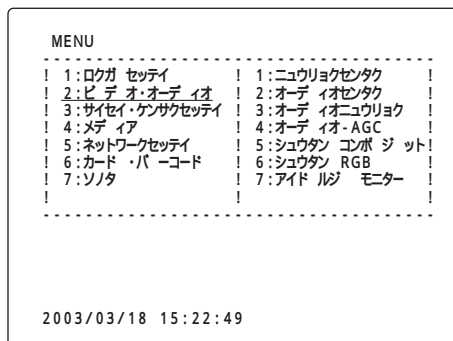 MENU
- - - - - - - - - - - - - - - - - - - - - - - - - - - - - - - - - - - - - -
! 1:ロクガ セッテイ ! 1:ニュウリョクセンタク !
! 2:ビデオ・オーディオ ! 2:オーディオセンタク !
! 3:サイセイ・ケンサクセッテイ ! 3:オーディオニュウリョク !
! 4:メディア ! 4:オーディオ-AGC !
! 5:ネットワークセッテイ ! 5:シュウタン コンポジット!
! 6:カード・バーコード ! 6:シュウタン RGB !
! 7:ソノタ ! 7:アイドルジ モニター !
! ! !
- - - - - - - - - - - - - - - - - - - - - - - - - - - - - - - - - - - - - -
2003/03/18 15:22:49